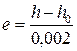 e = (h - h₀) / 0,002